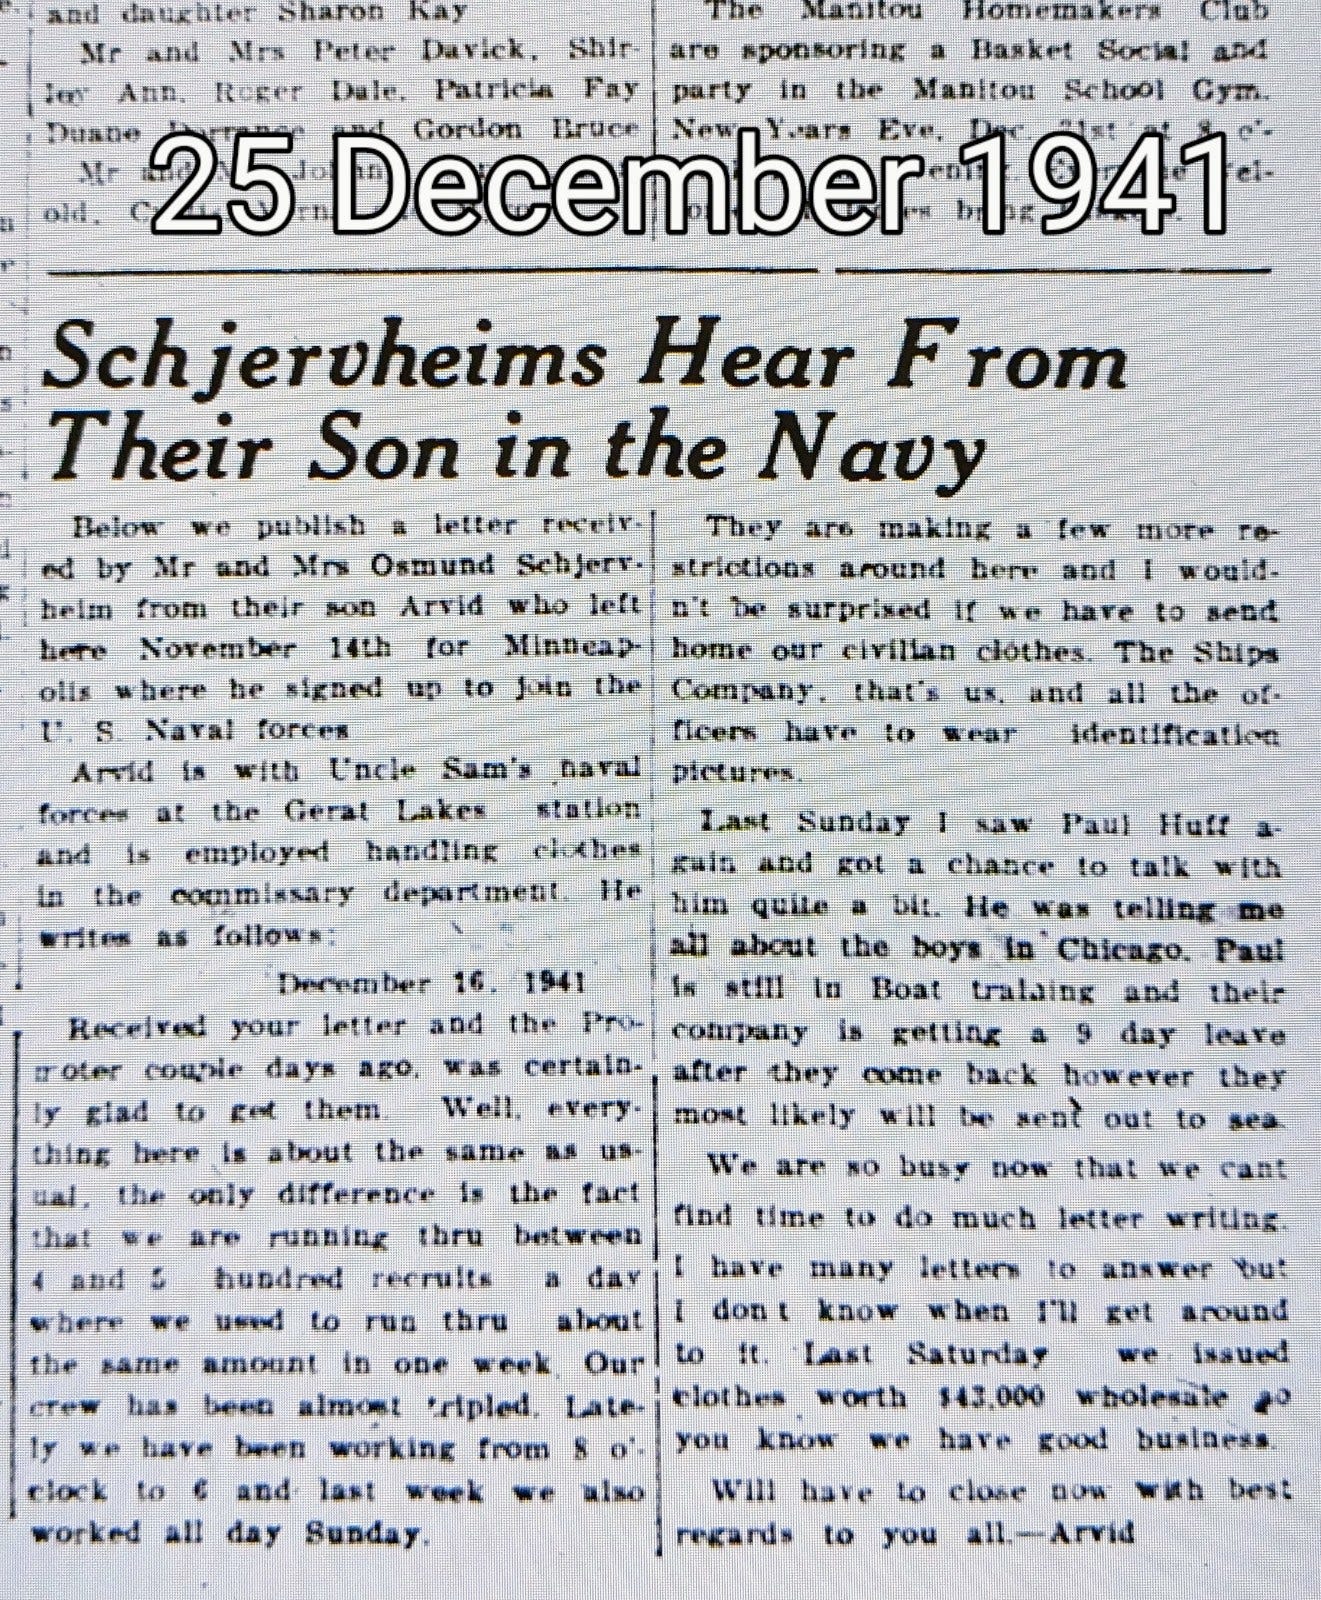 and daughter Sharon Kay
Mr and Mrs Peter Davick, Shir-
ley Ann, Roger Dale, Patricia Fay
Duane and Gordon Bruce
Mr and
old,
The Manitou Homemakers Club
are sponsoring a Basket Social and
party in the Manitou School Gym,
New Years Eve, Dec. 31st at 8 o'-
25 December 1941
Schjervheims Hear From
Their Son in the Navy
Below we publish a letter receiv-
ed by Mr and Mrs Osmund Schjerv-
heim from their son Arvid who left
here November 14th for Minneap-
olis where he signed up to join the
U. S. Naval forces
Arvid is with Uncle Sam's naval
forces at the Gerat Lakes station
and is employed handling clothes
in the commissary department. He
writes as follows:
December 16, 1941
Received your letter and the Pro-
moter couple days ago, was certain-
ly glad to get them. Well, every-
thing here is about the same as us-
ual, the only difference is the fact
that we are running thru between
4 and 5 hundred recruits a day
where we used to run thru about
the same amount in one week. Our
crew has been almost tripled. Late-
ly we have been working from 8 o'-
clock to 6 and last week we also
worked all day Sunday.
They are making a few more re-
strictions around here and I would-
n't be surprised if we have to send
home our civilian clothes. The Ships
Company, that's us, and all the of-
ficers have to wear identification
pictures.
Last Sunday I saw Paul Huff a-
gain and got a chance to talk with
him quite a bit. He was telling me
all about the boys in Chicago. Paul
is still in Boat training and their
company is getting a 9 day leave
after they come back however they
most likely will be sent out to sea.
We are so busy now that we cant
find time to do much letter writing.
I have many letters to answer but
I dont know when I'll get around
to it. Last Saturday we issued
clothes worth $43,000 wholesale so
you know we have good business.
Will have to close now with best
regards to you all.—Arvid